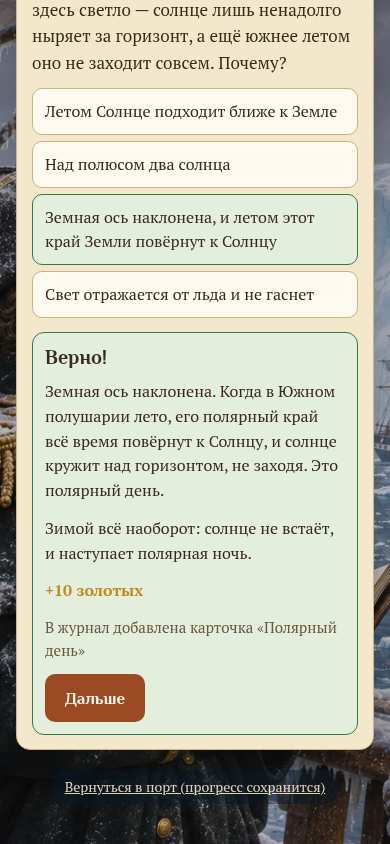 здесь светло — солнце лишь ненадолго
ныряет за горизонт, а ещё южнее летом
оно не заходит совсем. Почему?
Летом Солнце подходит ближе к Земле
Над полюсом два солнца
Земная ось наклонена, и летом этот
край Земли повёрнут к Солнцу
Свет отражается от льда и не гаснет
Верно!
Земная ось наклонена. Когда в Южном
полушарии лето, его полярный край
всё время повёрнут к Солнцу, и солнце
кружит над горизонтом, не заходя. Это
полярный день.
Зимой всё наоборот: солнце не встаёт,
и наступает полярная ночь.
+10 золотых
В журнал добавлена карточка «Полярный
день»
Дальше
Вернуться в порт (прогресс сохранится)